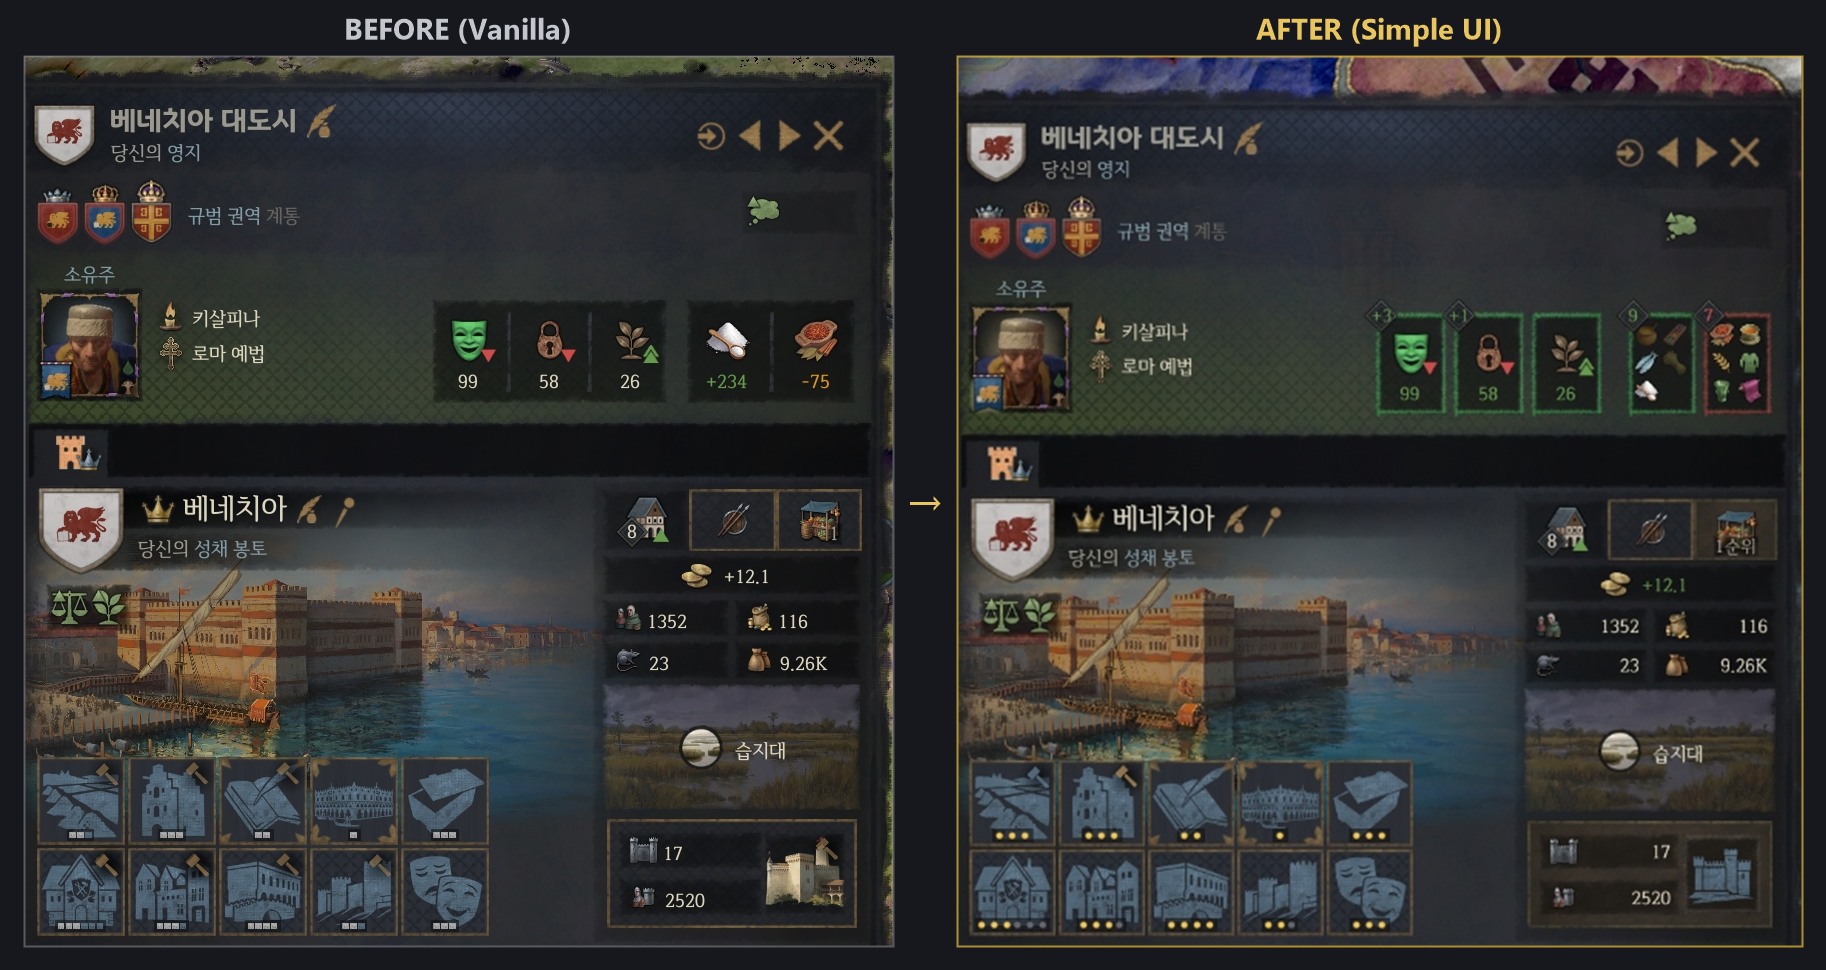 BEFORE (Vanilla)
베네치아 대도시
당신의 영지
규범 권역 계통
소유주
키살피나
로마 예법
99
58
26
+234
-75
베네치아
당신의 성채 봉토
8
1
+12.1
1352
116
23
9.26K
습지대
17
2520
→
AFTER (Simple UI)
베네치아 대도시
당신의 영지
규범 권역 계통
소유주
키살피나
로마 예법
+3
+1
9
7
99
58
26
베네치아
당신의 성채 봉토
8
1순위
+12.1
1352
116
23
9.26K
습지대
17
2520